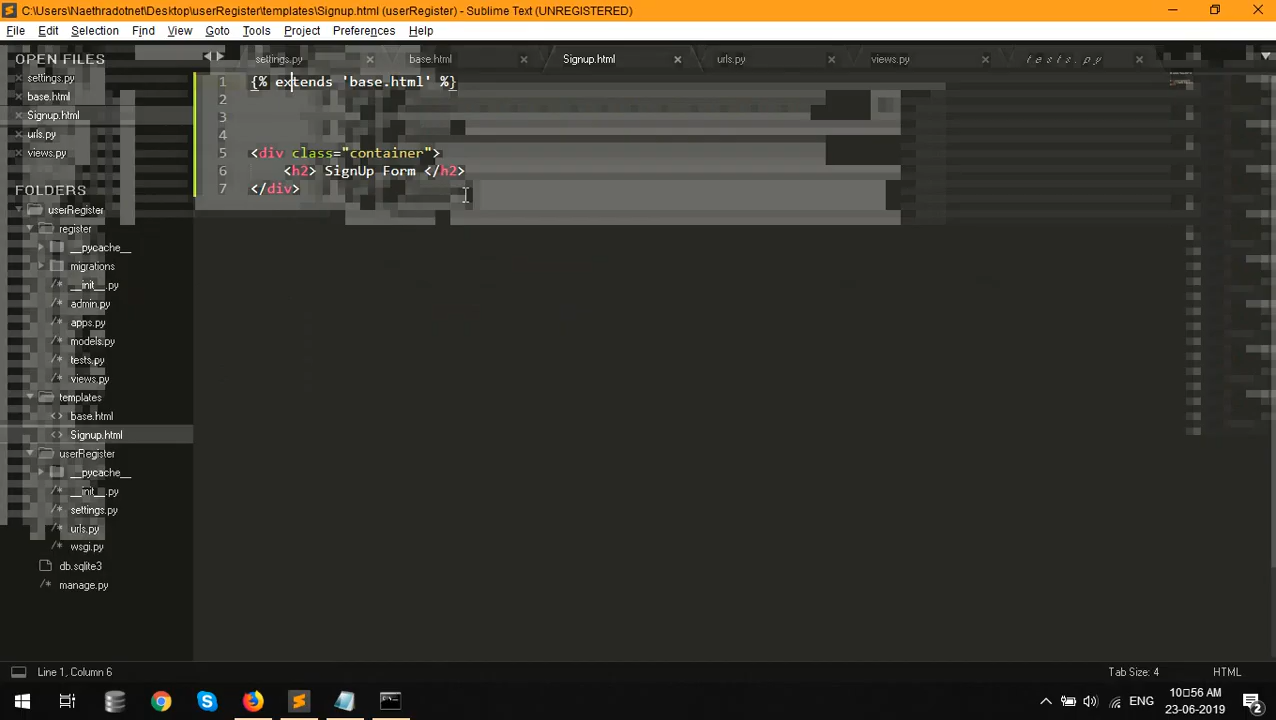 C:\Users\Naethradotnet\Desktop\userRegister\templates\Signup.html (userRegister) - Sublime Text (UNREGISTERED)
File Edit Selection Find View Goto Tools Project Preferences Help
OPEN FILES
settings.py
base.html
Signup.html
urls.py
views.py
FOLDERS
userRegister
register
__pycache__
migrations
__init__.py
admin.py
apps.py
models.py
tests.py
views.py
templates
base.html
Signup.html
userRegister
__pycache__
__init__.py
settings.py
urls.py
wsgi.py
db.sqlite3
manage.py
settings.py base.html Signup.html urls.py views.py tests.py
1 {% extends 'base.html' %}
2
3
4
5 <div class="container">
6 <h2> SignUp Form </h2>
7 </div>
Line 1, Column 6 Tab Size: 4 HTML
ENG
10:56 AM
23-06-2019
2